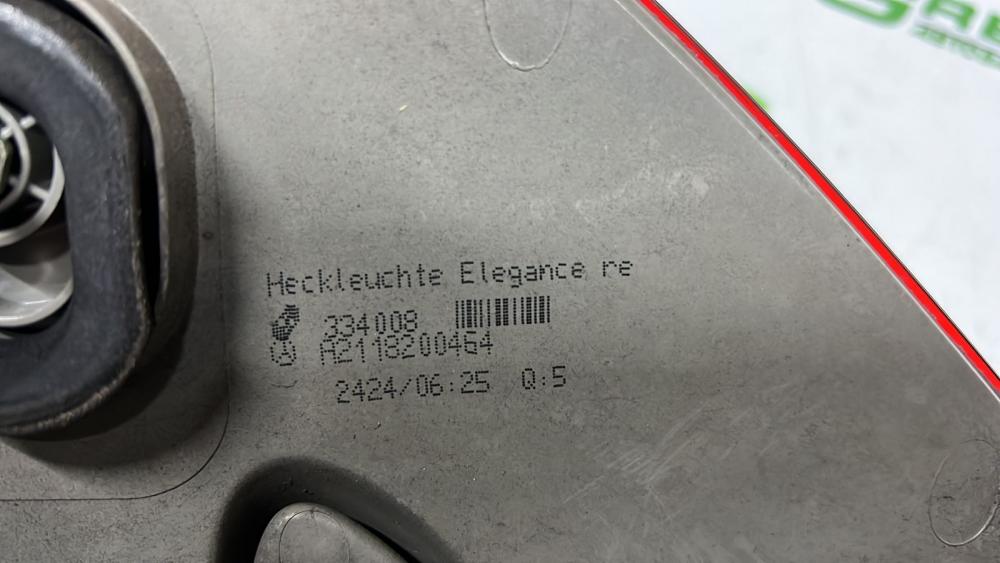 Heckleuchte Elegance re
334008
A2118200464
2424/06:25 Q:5